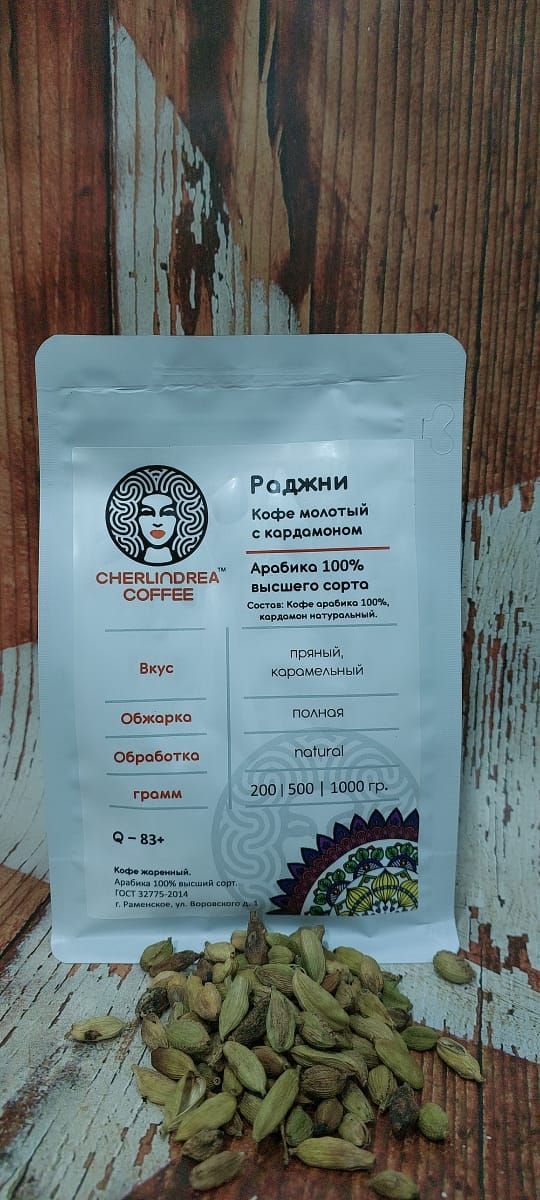 CHERLINDREA™
COFFEE
Раджни
Кофе молотый
с кардамоном
Арабика 100%
высшего сорта
Состав: Кофе арабика 100%,
кардамон натуральный.
Вкус
пряный,
карамельный
Обжарка
полная
Обработка
natural
грамм
200 | 500 | 1000 гр.
Q – 83+
Кофе жаренный.
Арабика 100% высший сорт.
ГОСТ 32775-2014
г. Раменское, ул. Воровского д. 1